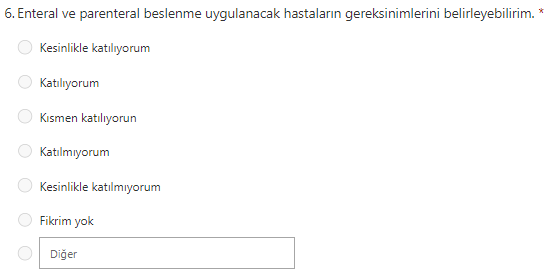 6. Enteral ve parenteral beslenme uygulanacak hastaların gereksinimlerini belirleyebilirim. *
Kesinlikle katılıyorum
Katılıyorum
Kısmen katılıyorun
Katılmıyorum
Kesinlikle katılmıyorum
Fikrim yok
Diğer